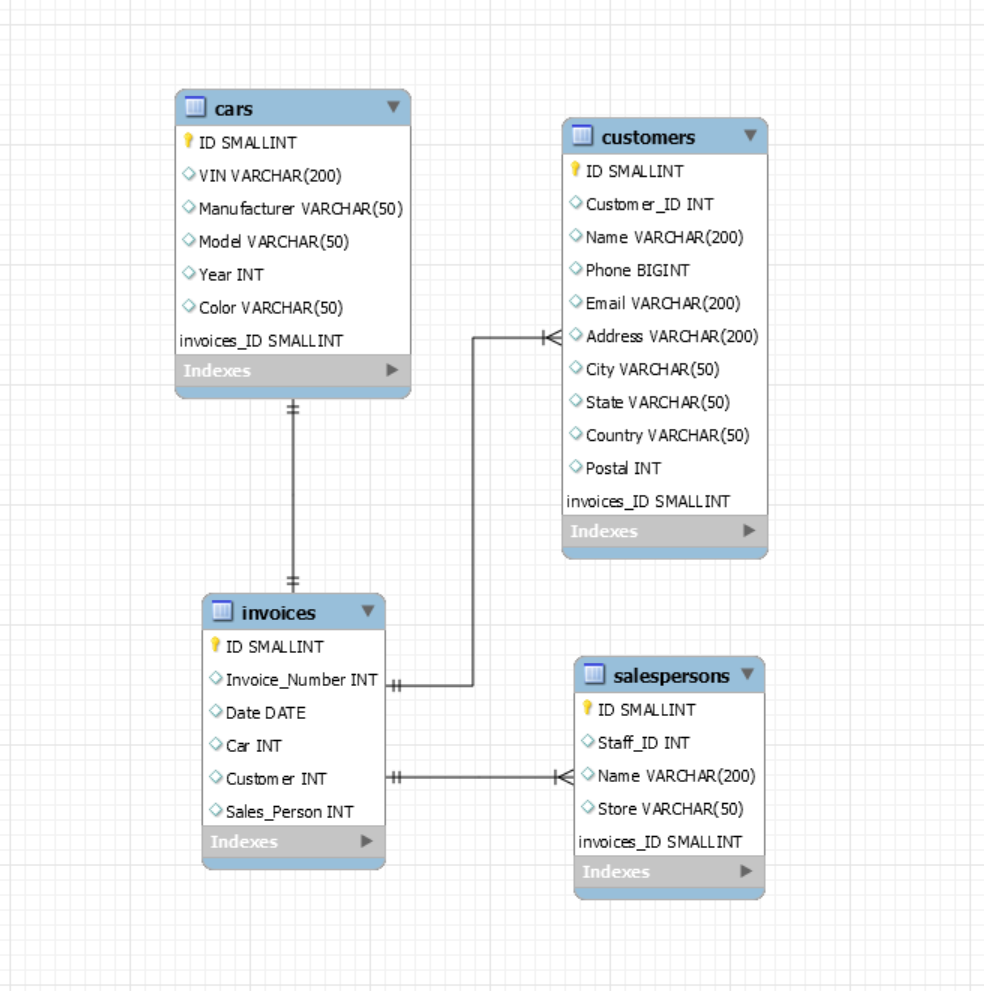 cars
ID SMALLINT
VIN VARCHAR(200)
Manufacturer VARCHAR(50)
Model VARCHAR(50)
Year INT
Color VARCHAR(50)
invoices_ID SMALLINT
Indexes
customers
ID SMALLINT
Customer_ID INT
Name VARCHAR(200)
Phone BIGINT
Email VARCHAR(200)
Address VARCHAR(200)
City VARCHAR(50)
State VARCHAR(50)
Country VARCHAR(50)
Postal INT
invoices_ID SMALLINT
Indexes
invoices
ID SMALLINT
Invoice_Number INT
Date DATE
Car INT
Customer INT
Sales_Person INT
Indexes
salespersons
ID SMALLINT
Staff_ID INT
Name VARCHAR(200)
Store VARCHAR(50)
invoices_ID SMALLINT
Indexes